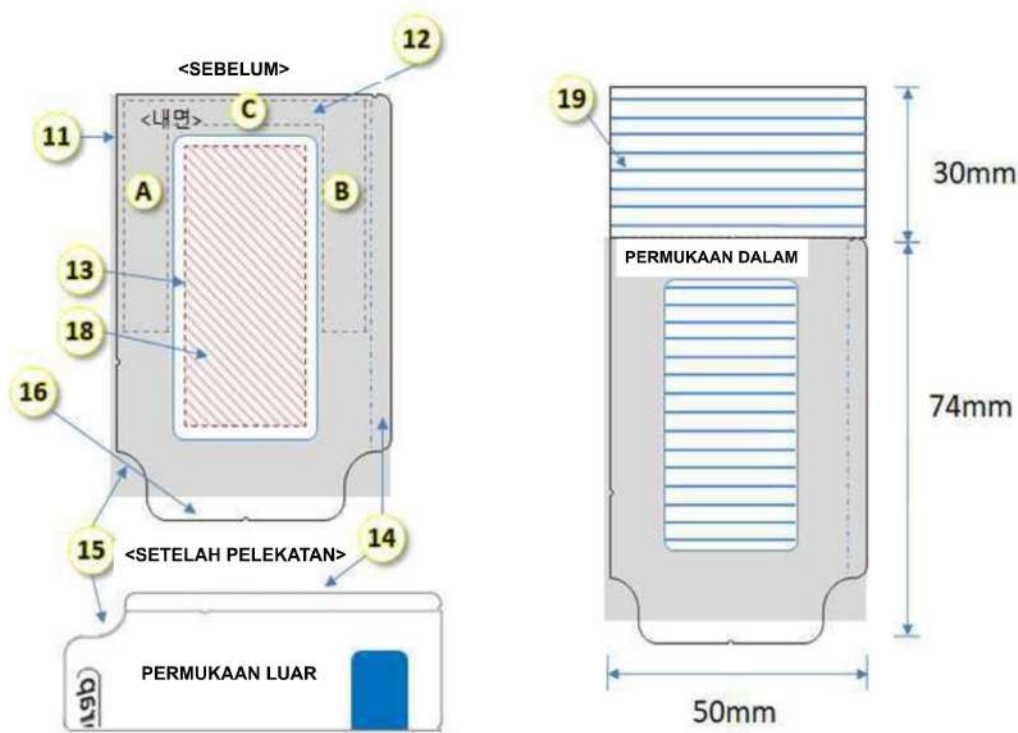 12
<SEBELUM>
C
<내면>
11
19
30mm
A
B
PERMUKAAN DALAM
13
18
16
74mm
15
<SETELAH PELEKATAN>
14
PERMUKAAN LUAR
rap
50mm